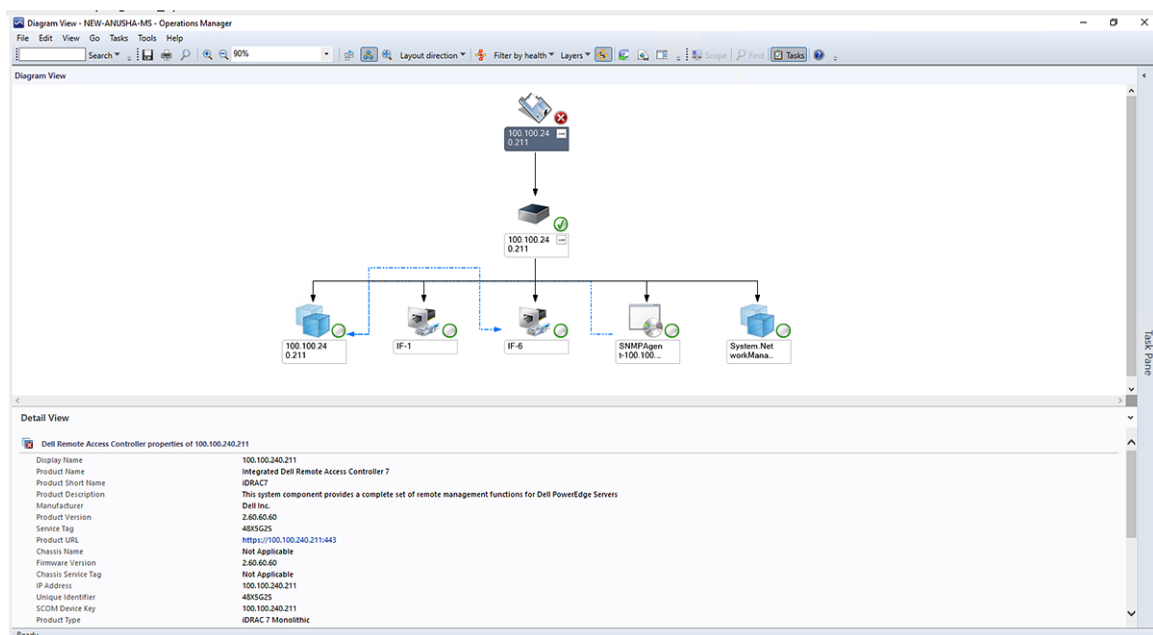 Diagram View - NEW-ANUSHA-MS - Operations Manager
File Edit View Go Tasks Tools Help
Search 90% Layout direction Filter by health Layers Scope Find Tasks
Diagram View
100.100.24
0.211
100.100.24
0.211
100.100.24
0.211
IF-1
IF-6
SNMPAgen
t-100.100...
System.Net
workMana...
Task Pane
Detail View
Dell Remote Access Controller properties of 100.100.240.211
Display Name 100.100.240.211
Product Name Integrated Dell Remote Access Controller 7
Product Short Name iDRAC7
Product Description This system component provides a complete set of remote management functions for Dell PowerEdge Servers
Manufacturer Dell Inc.
Product Version 2.60.60.60
Service Tag 48X5G2S
Product URL https://100.100.240.211:443
Chassis Name Not Applicable
Firmware Version 2.60.60.60
Chassis Service Tag Not Applicable
IP Address 100.100.240.211
Unique Identifier 48X5G2S
SCOM Device Key 100.100.240.211
Product Type iDRAC 7 Monolithic